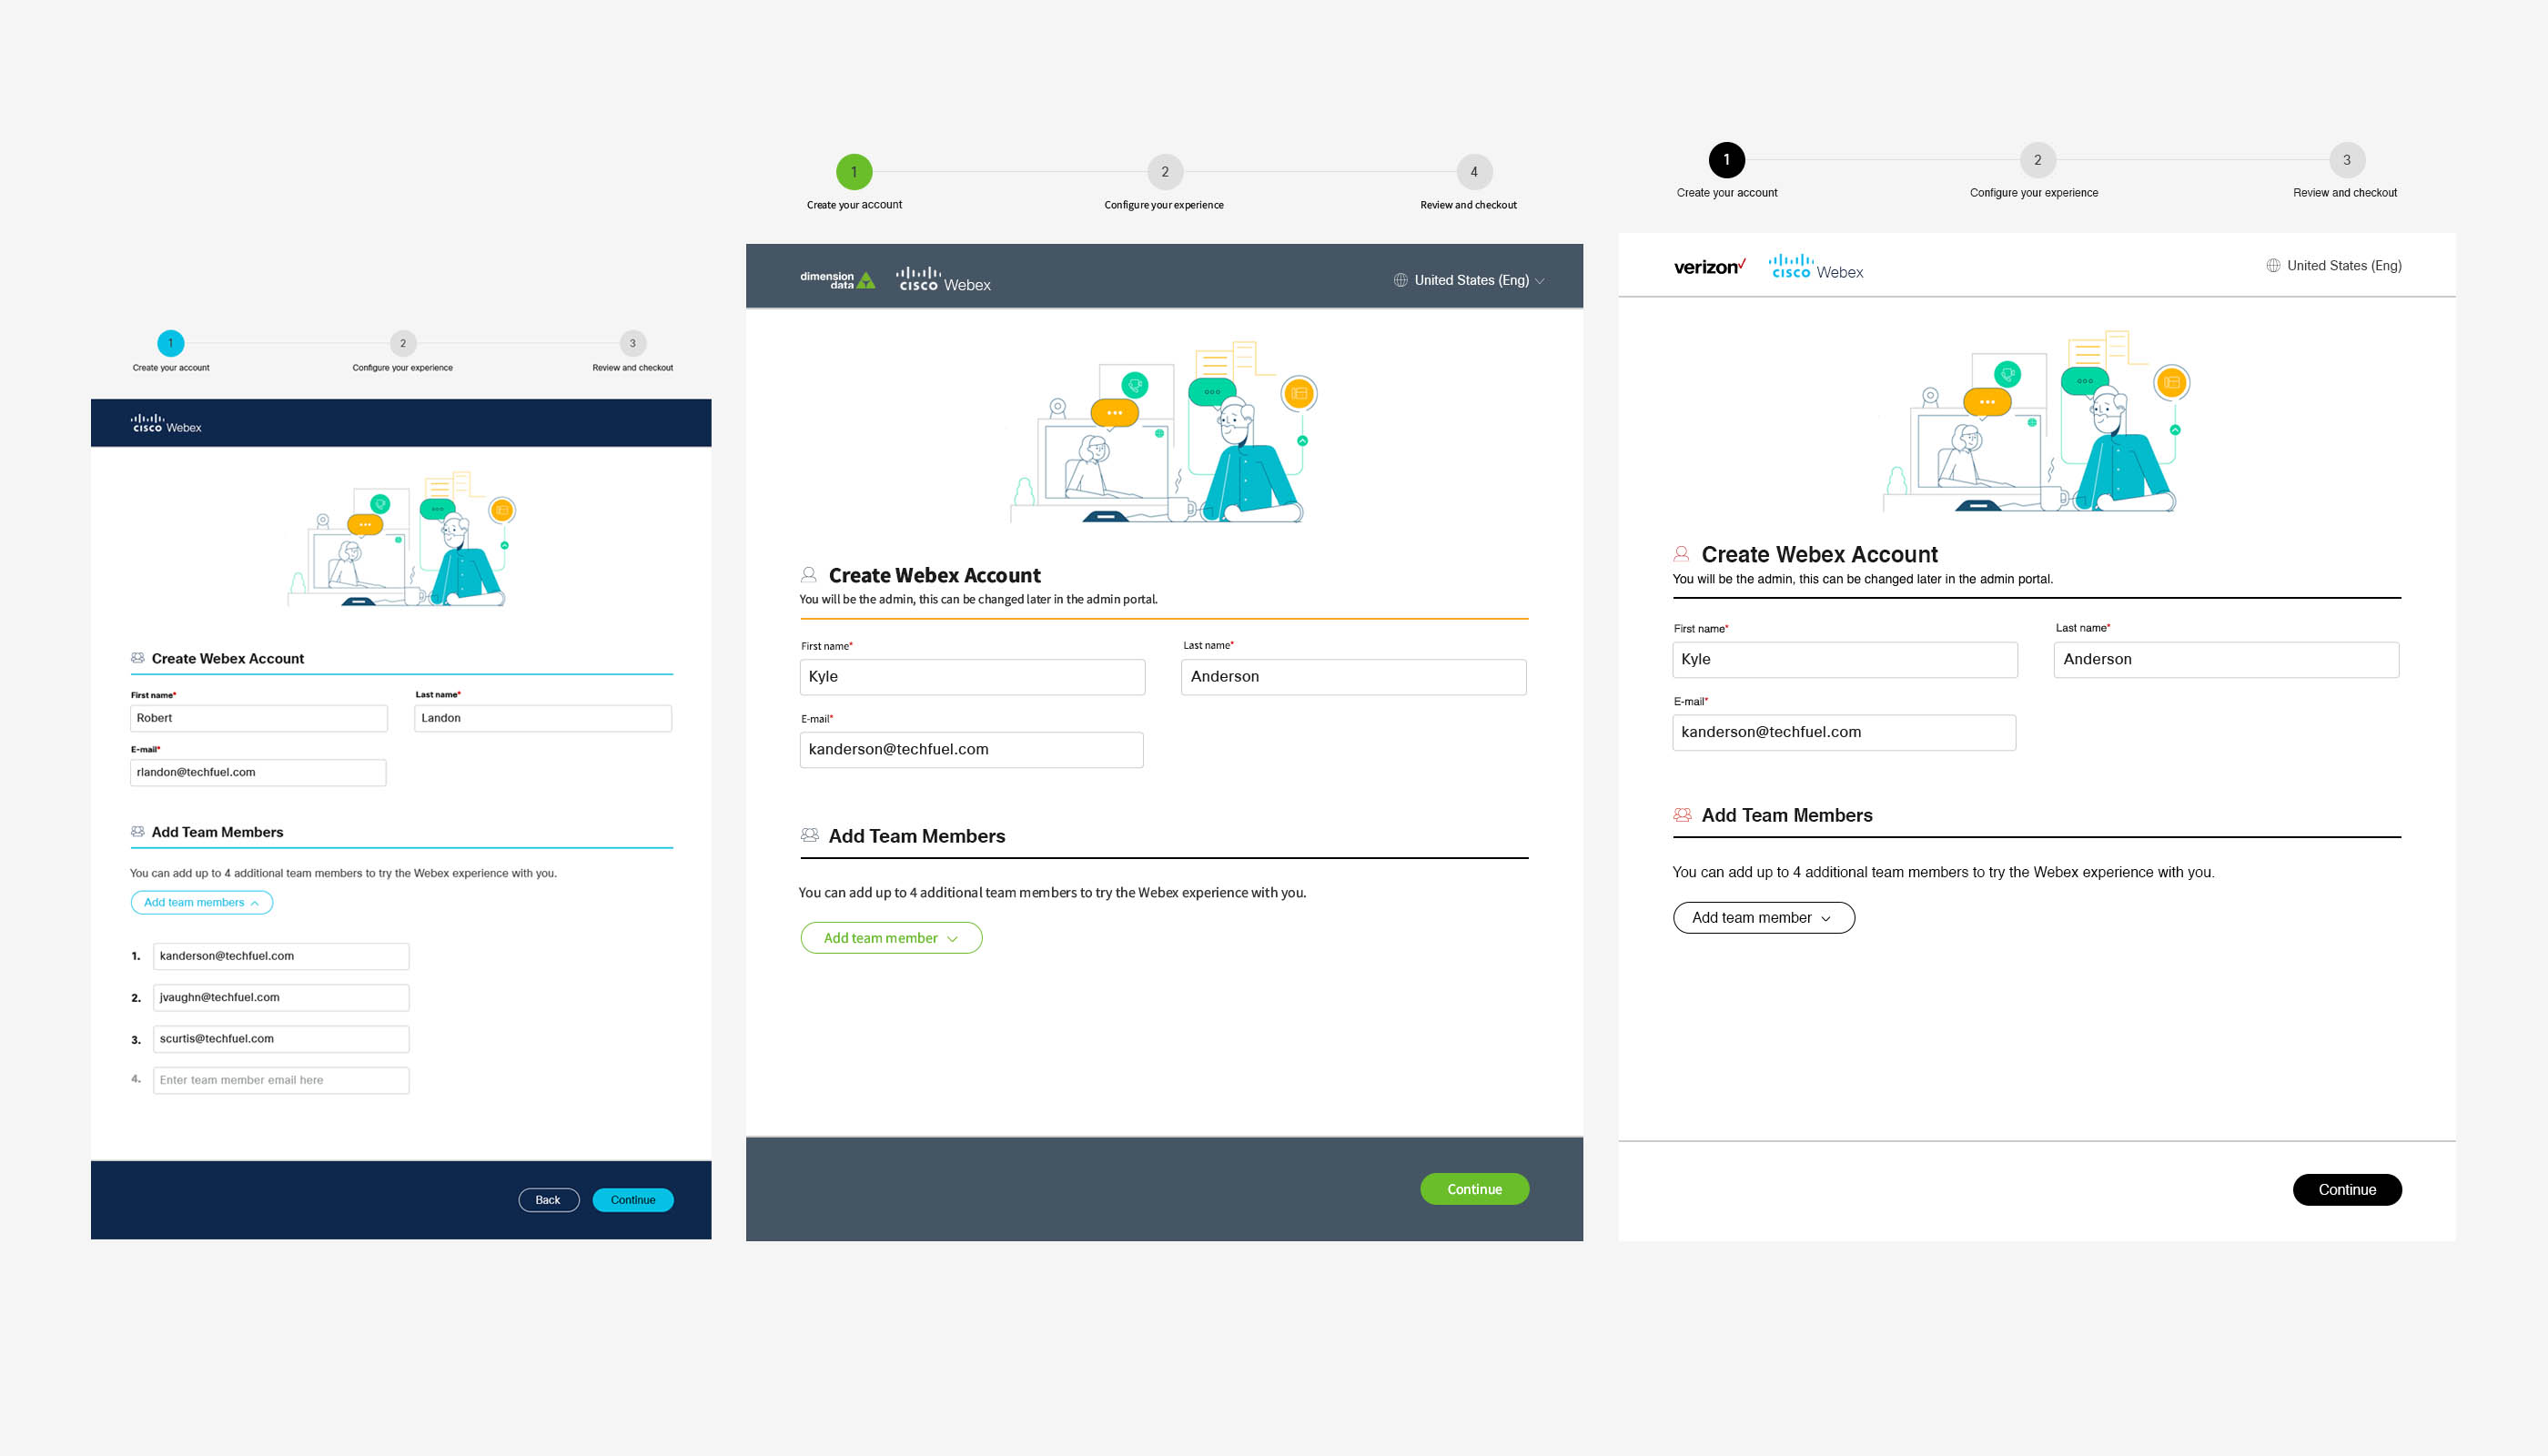 1
2
3
Create your account
Configure your experience
Review and checkout
cisco Webex
Create Webex Account
First name*
Last name*
Robert
Landon
E-mail*
rlandon@techfuel.com
Add Team Members
You can add up to 4 additional team members to try the Webex experience with you.
Add team members
1. kanderson@techfuel.com
2. jvaughn@techfuel.com
3. scurtis@techfuel.com
4. Enter team member email here
Back
Continue
1
2
4
Create your account
Configure your experience
Review and checkout
dimension
data
cisco Webex
United States (Eng)
Create Webex Account
You will be the admin, this can be changed later in the admin portal.
First name*
Last name*
Kyle
Anderson
E-mail*
kanderson@techfuel.com
Add Team Members
You can add up to 4 additional team members to try the Webex experience with you.
Add team member
Continue
1
2
3
Create your account
Configure your experience
Review and checkout
verizon
cisco Webex
United States (Eng)
Create Webex Account
You will be the admin, this can be changed later in the admin portal.
First name*
Last name*
Kyle
Anderson
E-mail*
kanderson@techfuel.com
Add Team Members
You can add up to 4 additional team members to try the Webex experience with you.
Add team member
Continue